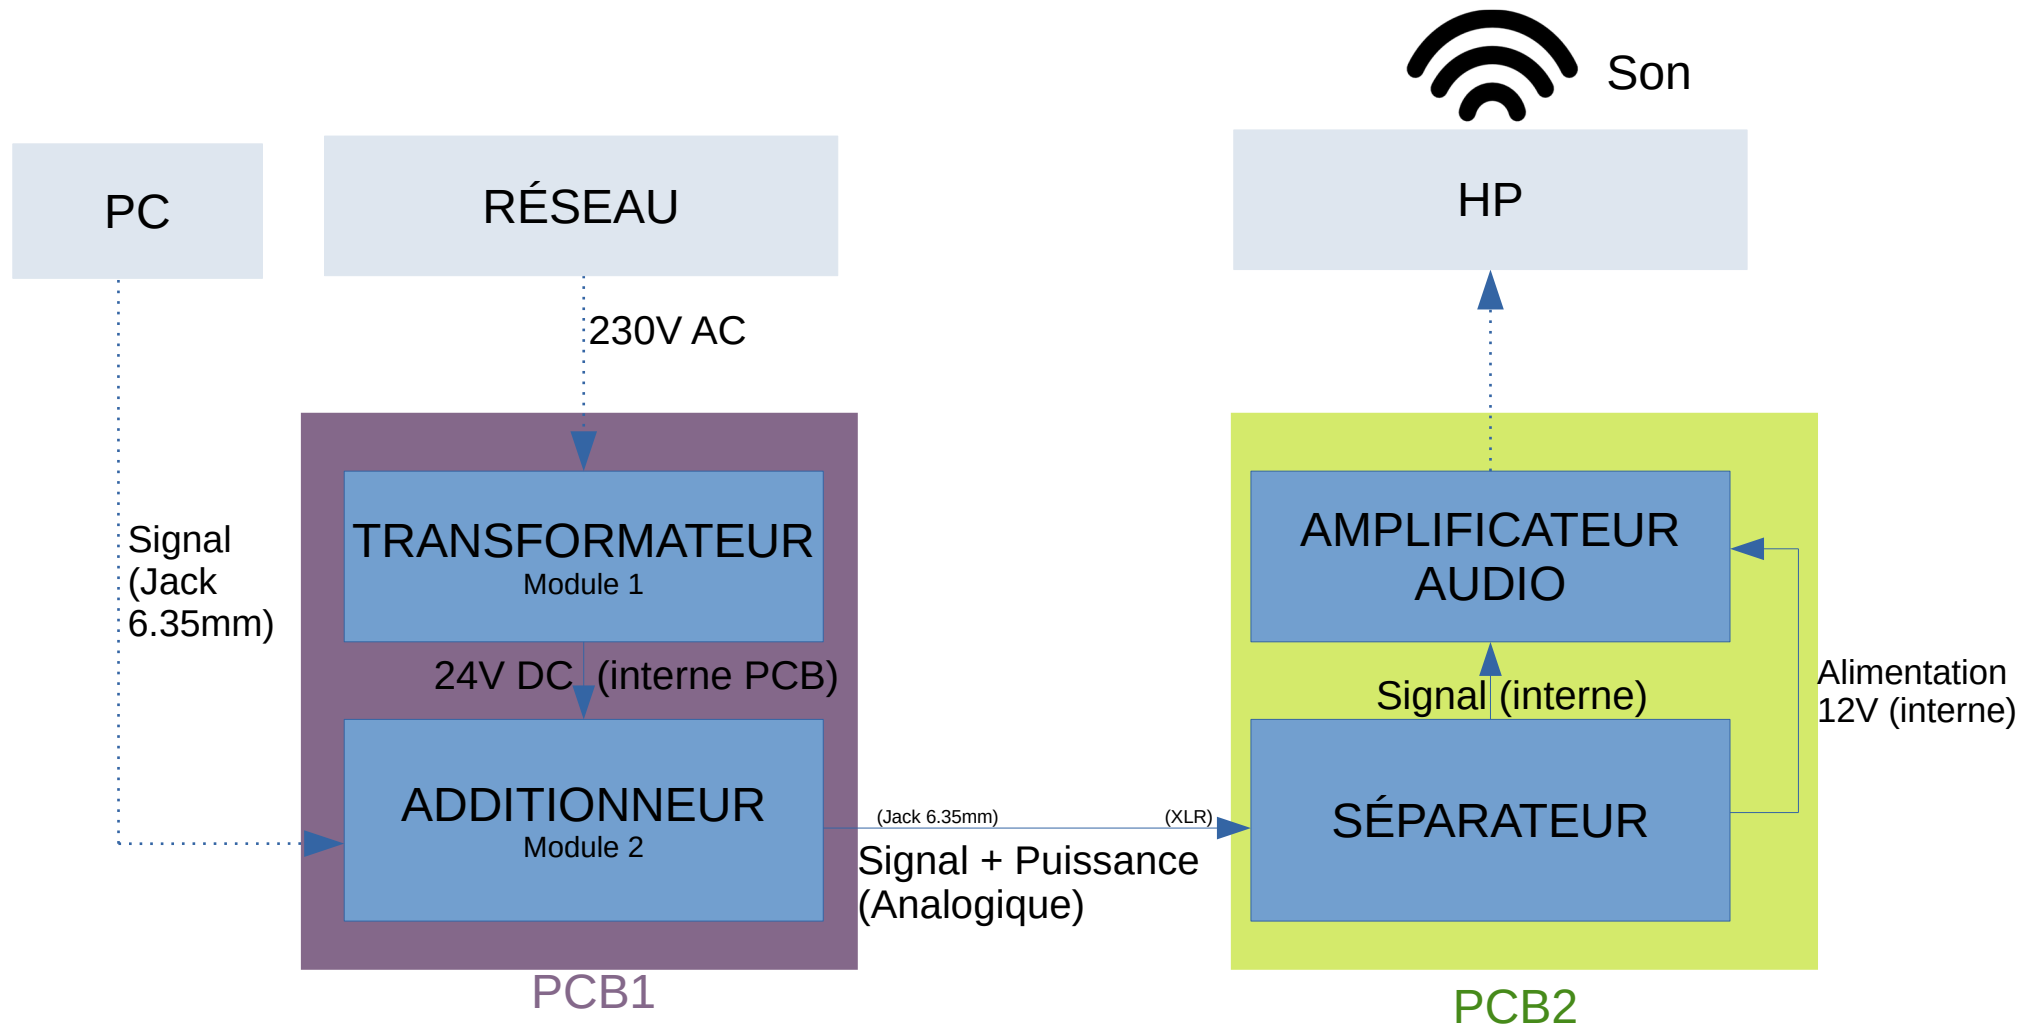 Son
PC
RÉSEAU
HP
230V AC
Signal
(Jack
6.35mm)
TRANSFORMATEUR
Module 1
24V DC (interne PCB)
ADDITIONNEUR
Module 2
PCB1
(Jack 6.35mm)
(XLR)
Signal + Puissance
(Analogique)
AMPLIFICATEUR
AUDIO
Signal (interne)
Alimentation
12V (interne)
SÉPARATEUR
PCB2